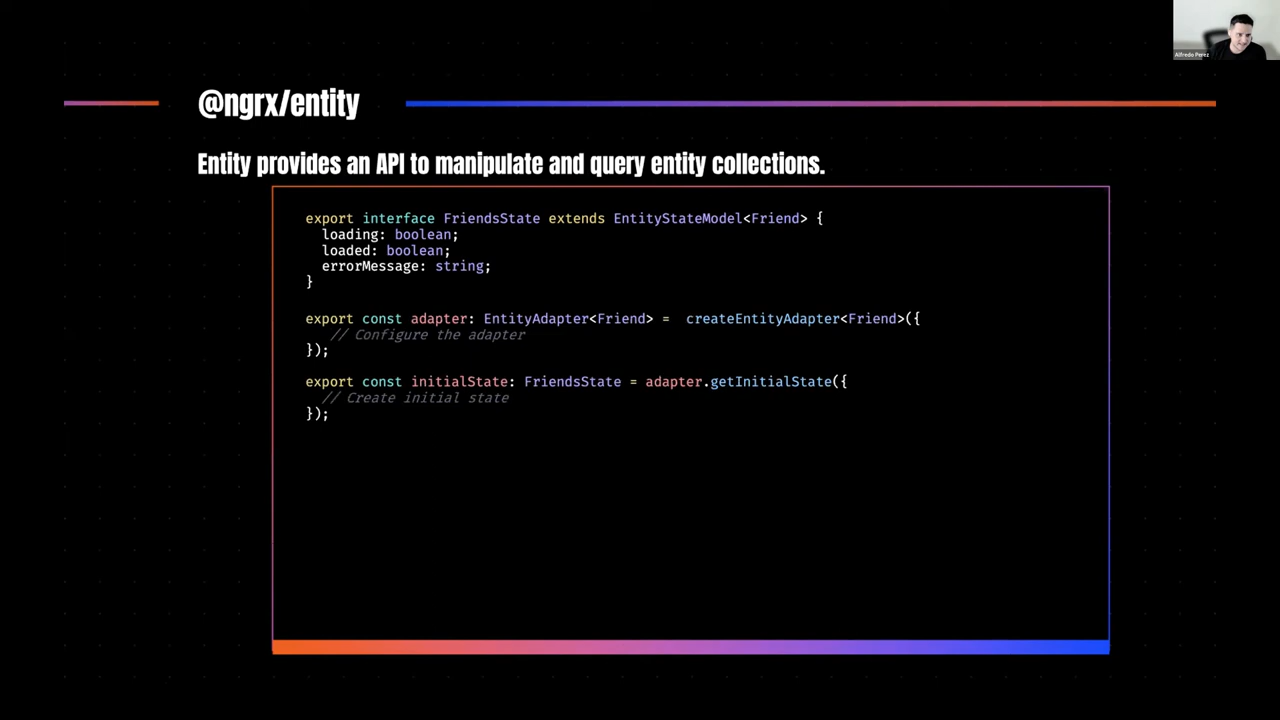 Alfredo Perez
@ngrx/entity
Entity provides an API to manipulate and query entity collections.
export interface FriendsState extends EntityStateModel<Friend> {
  loading: boolean;
  loaded: boolean;
  errorMessage: string;
}
export const adapter: EntityAdapter<Friend> =  createEntityAdapter<Friend>({
   // Configure the adapter
});
export const initialState: FriendsState = adapter.getInitialState({
  // Create initial state
});